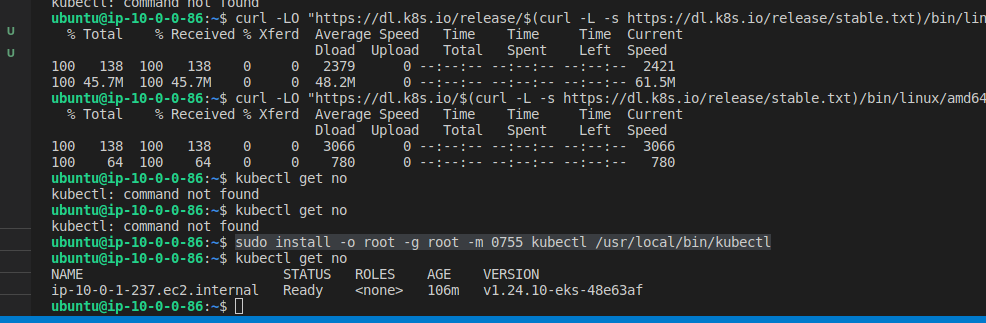 kubectl: command not found
ubuntu@ip-10-0-0-86:~$ curl -LO "https://dl.k8s.io/release/$(curl -L -s https://dl.k8s.io/release/stable.txt)/bin/lin
% Total % Received % Xferd Average Speed Time Time Time Current
Dload Upload Total Spent Left Speed
100 138 100 138 0 0 2379 0 --:--:-- --:--:-- --:--:-- 2421
100 45.7M 100 45.7M 0 0 48.2M 0 --:--:-- --:--:-- --:--:-- 61.5M
ubuntu@ip-10-0-0-86:~$ curl -LO "https://dl.k8s.io/$(curl -L -s https://dl.k8s.io/release/stable.txt)/bin/linux/amd64
% Total % Received % Xferd Average Speed Time Time Time Current
Dload Upload Total Spent Left Speed
100 138 100 138 0 0 3066 0 --:--:-- --:--:-- --:--:-- 3066
100 64 100 64 0 0 780 0 --:--:-- --:--:-- --:--:-- 780
ubuntu@ip-10-0-0-86:~$ kubectl get no
kubectl: command not found
ubuntu@ip-10-0-0-86:~$ kubectl get no
kubectl: command not found
ubuntu@ip-10-0-0-86:~$ sudo install -o root -g root -m 0755 kubectl /usr/local/bin/kubectl
ubuntu@ip-10-0-0-86:~$ kubectl get no
NAME STATUS ROLES AGE VERSION
ip-10-0-1-237.ec2.internal Ready <none> 106m v1.24.10-eks-48e63af
ubuntu@ip-10-0-0-86:~$
U
U